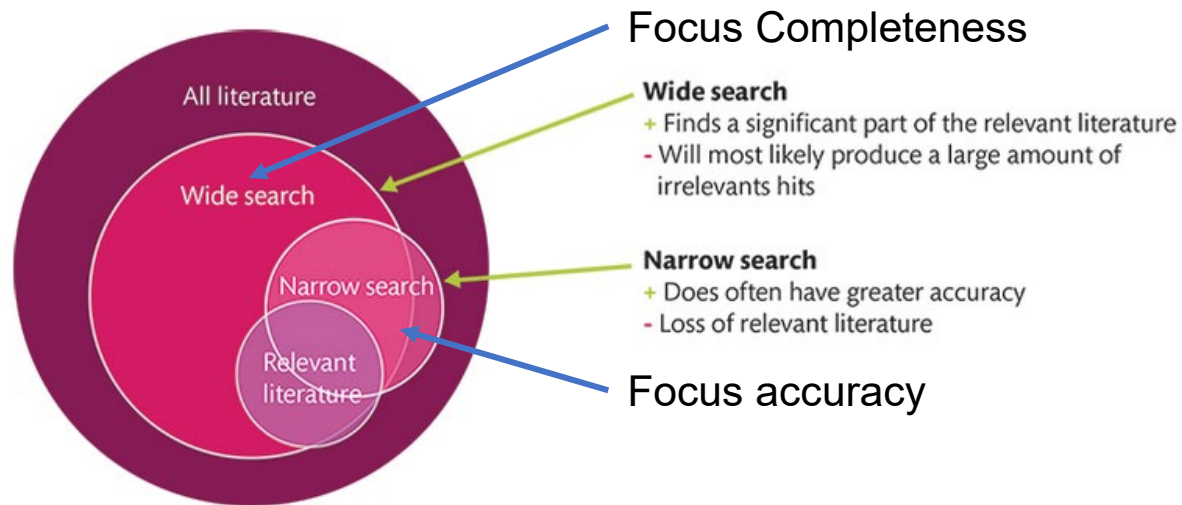 Focus Completeness
All literature
Wide search
Narrow search
Relevant
literature
Wide search
+ Finds a significant part of the relevant literature
- Will most likely produce a large amount of
irrelevants hits
Narrow search
+ Does often have greater accuracy
- Loss of relevant literature
Focus accuracy